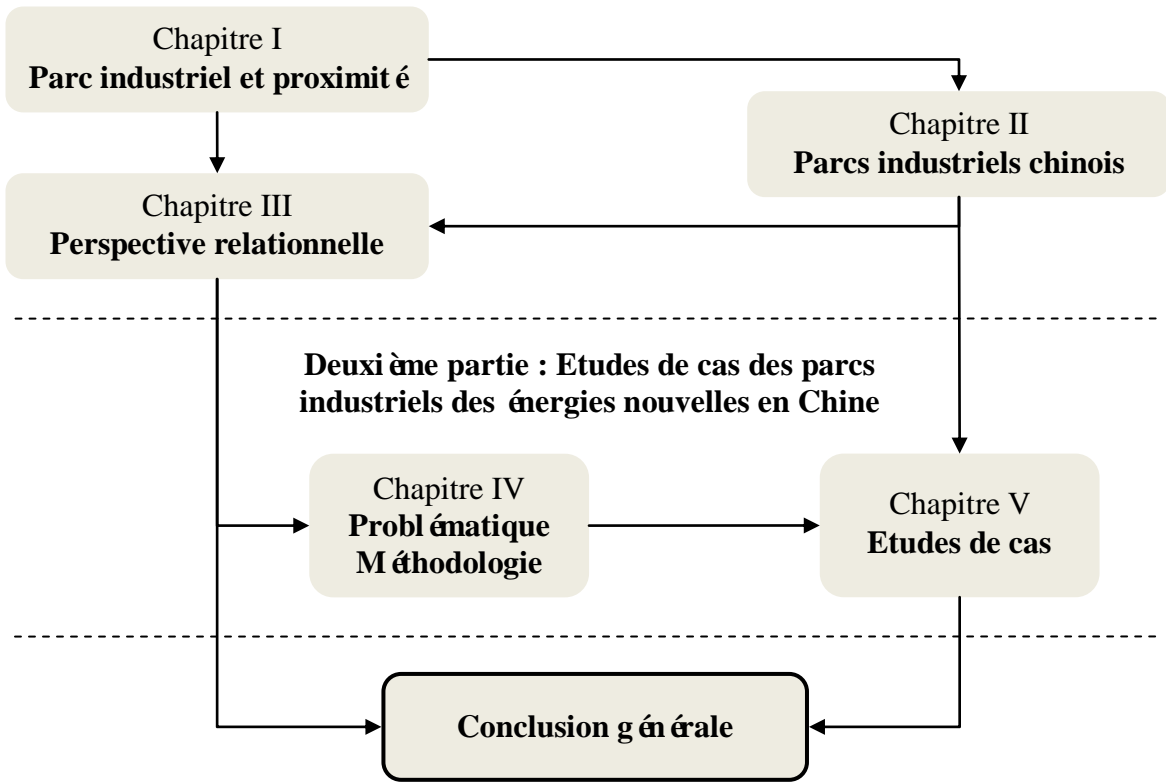 Chapitre I
Parc industriel et proximité
Chapitre II
Parcs industriels chinois
Chapitre III
Perspective relationnelle
Deuxième partie : Etudes de cas des parcs
industriels des énergies nouvelles en Chine
Chapitre IV
Problématique
Méthodologie
Chapitre V
Etudes de cas
Conclusion générale